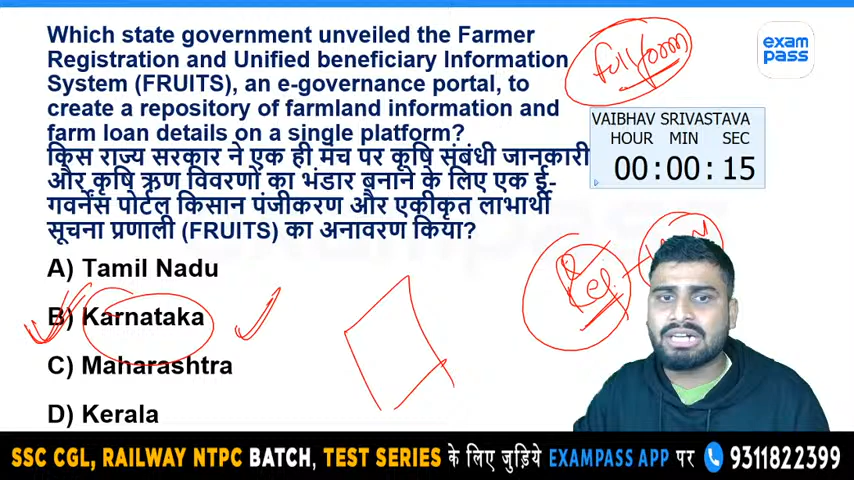 Which state government unveiled the Farmer
Registration and Unified beneficiary Information
System (FRUITS), an e-governance portal, to
create a repository of farmland information and
farm loan details on a single platform?
किस राज्य सरकार ने एक ही मंच पर कृषि संबंधी जानकारी
और कृषि ऋण विवरणों का भंडार बनाने के लिए एक ई-
गवर्नेंस पोर्टल किसान पंजीकरण और एकीकृत लाभार्थी
सूचना प्रणाली (FRUITS) का अनावरण किया?
A) Tamil Nadu
B) Karnataka
C) Maharashtra
D) Kerala
full form
exam
pass
VAIBHAV SRIVASTAVA
HOUR MIN SEC
00:00:15
SSC CGL, RAILWAY NTPC BATCH, TEST SERIES के लिए जुड़िये EXAMPASS APP पर 9311822399